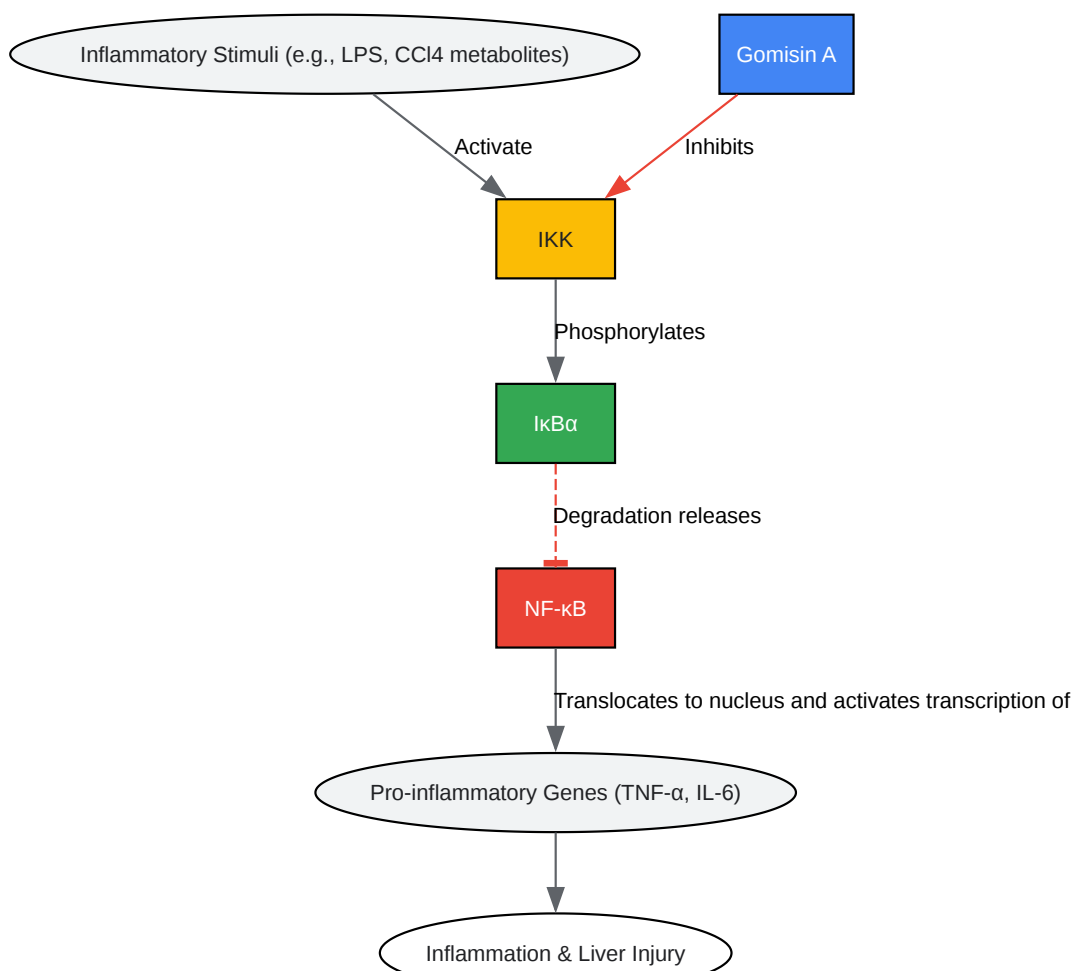 Inflammatory Stimuli (e.g., LPS, CCl4 metabolites)
Gomisin A
Activate
Inhibits
IKK
Phosphorylates
IκBα
Degradation releases
NF-κB
Translocates to nucleus and activates transcription of
Pro-inflammatory Genes (TNF-α, IL-6)
Inflammation & Liver Injury